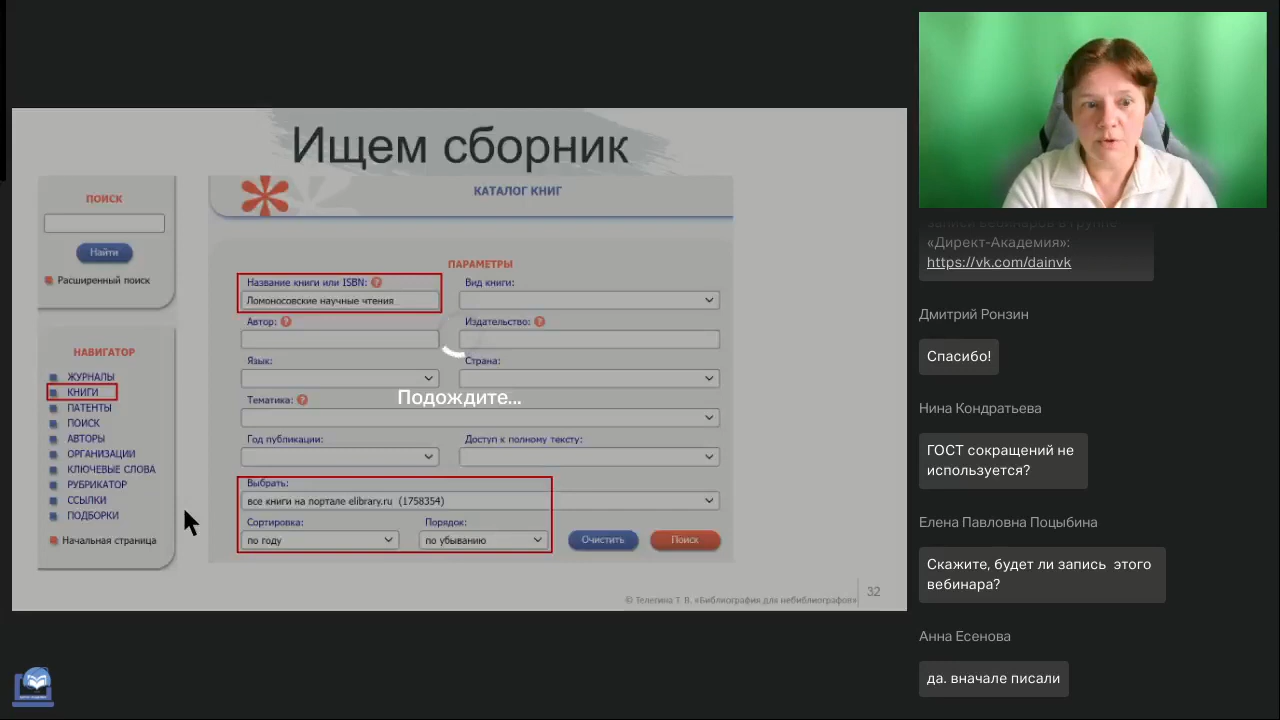 Ищем сборник
ПОИСК
Найти
Расширенный поиск
НАВИГАТОР
ЖУРНАЛЫ
КНИГИ
ПАТЕНТЫ
ПОИСК
АВТОРЫ
ОРГАНИЗАЦИИ
КЛЮЧЕВЫЕ СЛОВА
РУБРИКАТОР
ССЫЛКИ
ПОДБОРКИ
Начальная страница
КАТАЛОГ КНИГ
ПАРАМЕТРЫ
Название книги или ISBN: ?
Вид книги:
Ломоносовские научные чтения
Автор: ?
Издательство: ?
Язык:
Страна:
Подождите...
Тематика: ?
Год публикации:
Доступ к полному тексту:
Выбрать:
все книги на портале elibrary.ru (1758354)
Сортировка:
Порядок:
по году
по убыванию
Очистить
Поиск
© Телегина Т. В. «Библиография для небиблиографов»
32
записи вебинаров в группе
«Директ-Академия»:
https://vk.com/dainvk
Дмитрий Ронзин
Спасибо!
Нина Кондратьева
ГОСТ сокращений не
используется?
Елена Павловна Поцыбина
Скажите, будет ли запись этого
вебинара?
Анна Есенова
да. вначале писали